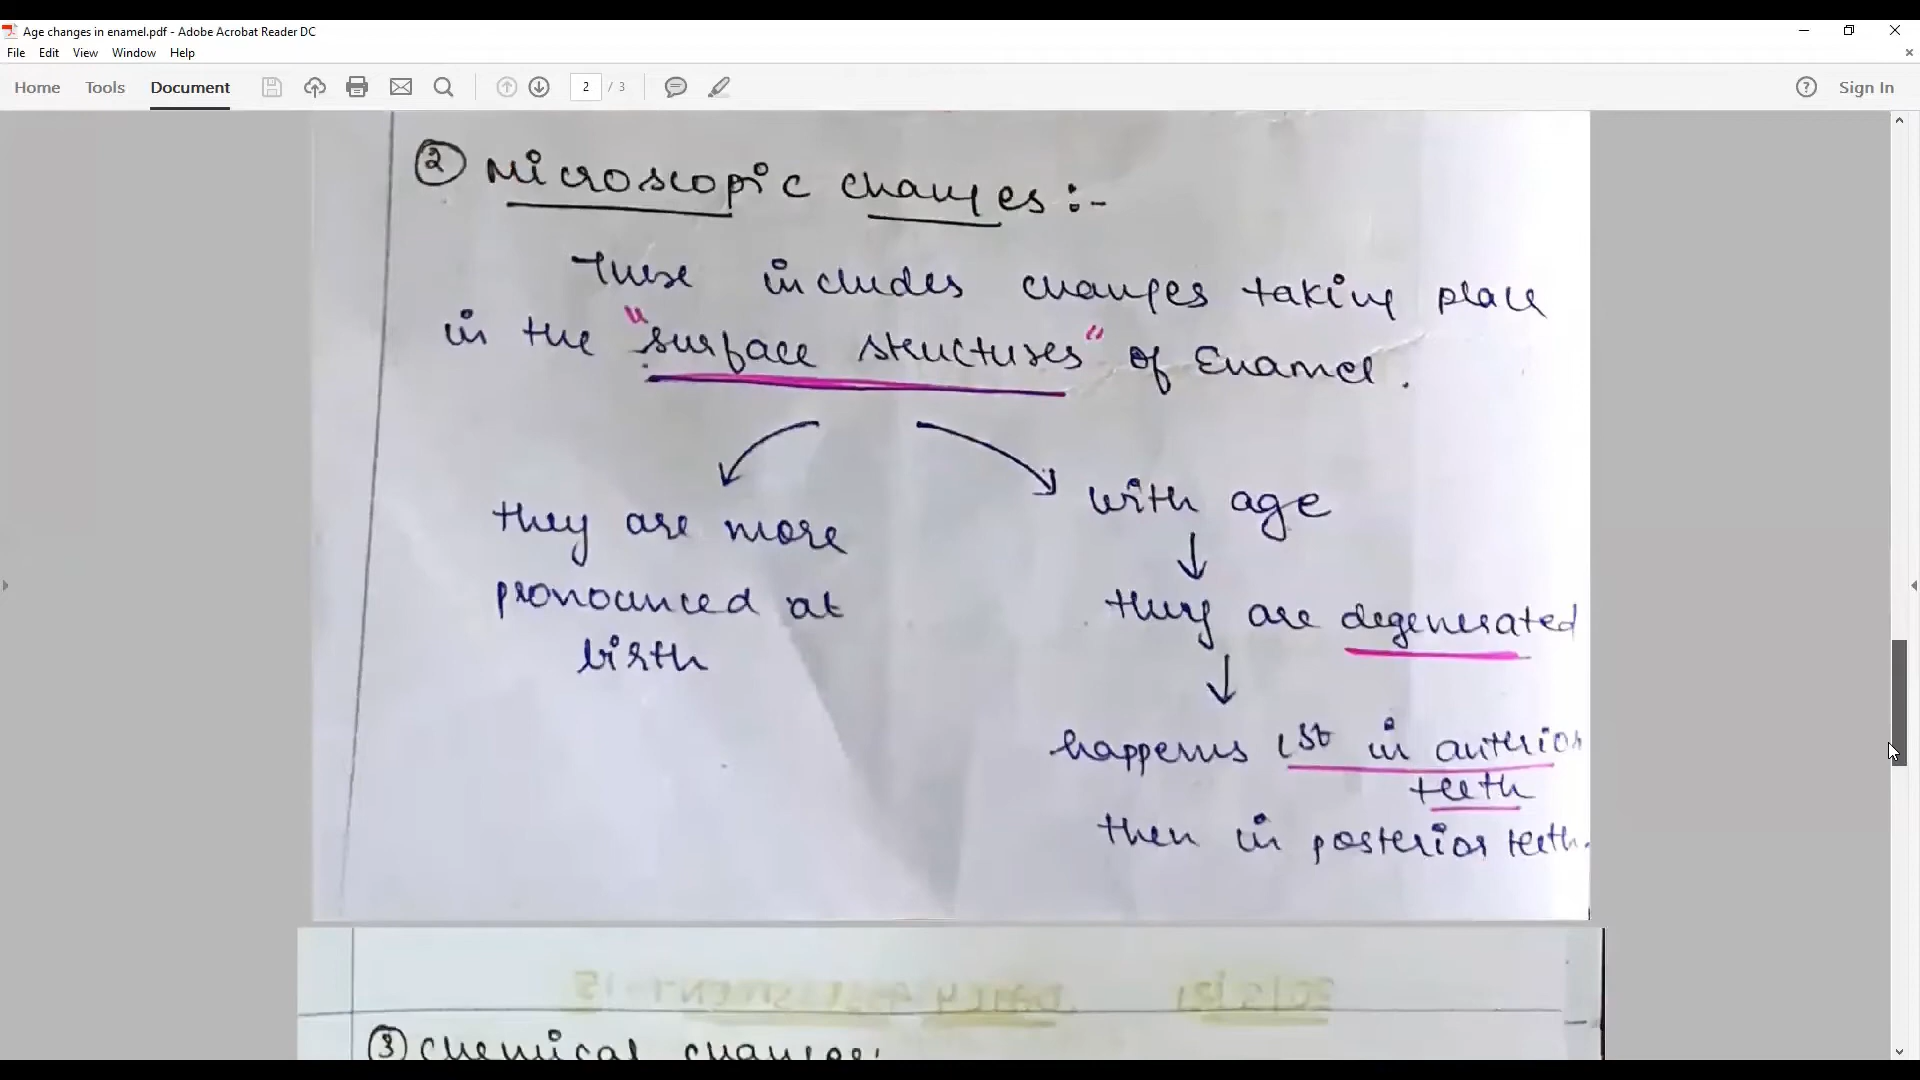 Age changes in enamel.pdf - Adobe Acrobat Reader DC
File Edit View Window Help
Home Tools Document 2 / 3 Sign In
② Microscopic changes :-
These includes changes taking place
in the "surface structures" of Enamel.
they are more
pronounced at
birth
with age
they are degenerated
happens 1st in anterior
teeth
then in posterior teeth.
③ chemical changes: